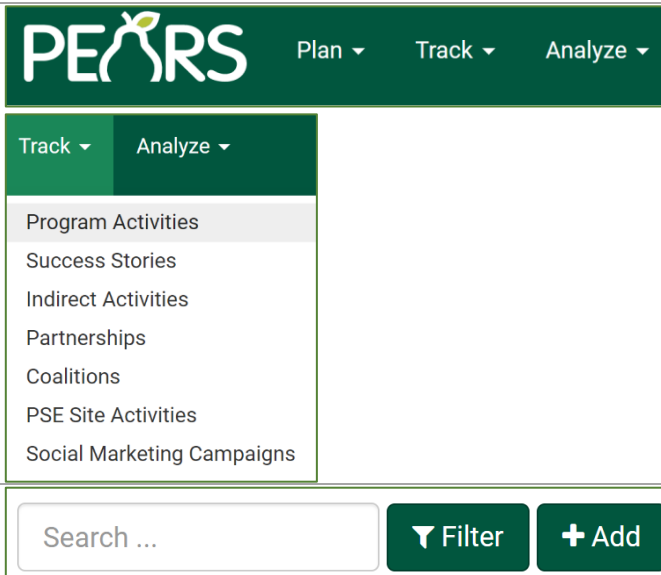 PEARS Plan Track Analyze
Track Analyze
Program Activities
Success Stories
Indirect Activities
Partnerships
Coalitions
PSE Site Activities
Social Marketing Campaigns
Search ... Filter + Add